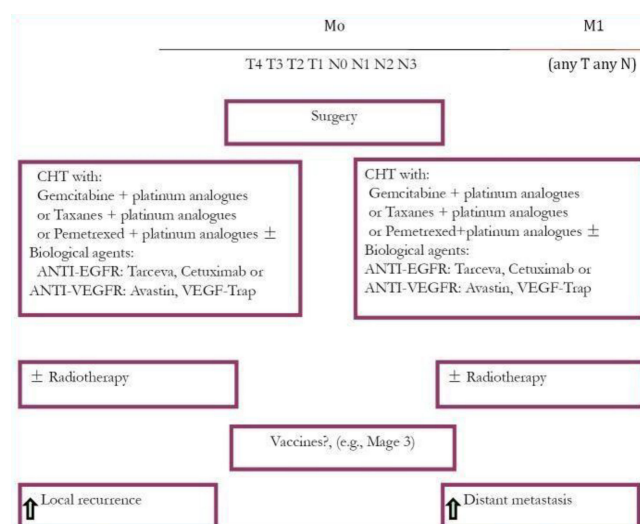 Mo M1
T4 T3 T2 T1 N0 N1 N2 N3 (any T any N)
Surgery
CHT with:
Gemcitabine + platinum analogues
or Taxanes + platinum analogues
or Pemetrexed + platinum analogues ±
Biological agents:
ANTI-EGFR: Tarceva, Cetuximab or
ANTI-VEGFR: Avastin, VEGF-Trap
CHT with:
Gemcitabine + platinum analogues
or Taxanes + platinum analogues
or Pemetrexed+platinum analogues ±
Biological agents:
ANTI-EGFR: Tarceva, Cetuximab or
ANTI-VEGFR: Avastin, VEGF-Trap
± Radiotherapy
± Radiotherapy
Vaccines?, (e.g., Mage 3)
Local recurrence
Distant metastasis